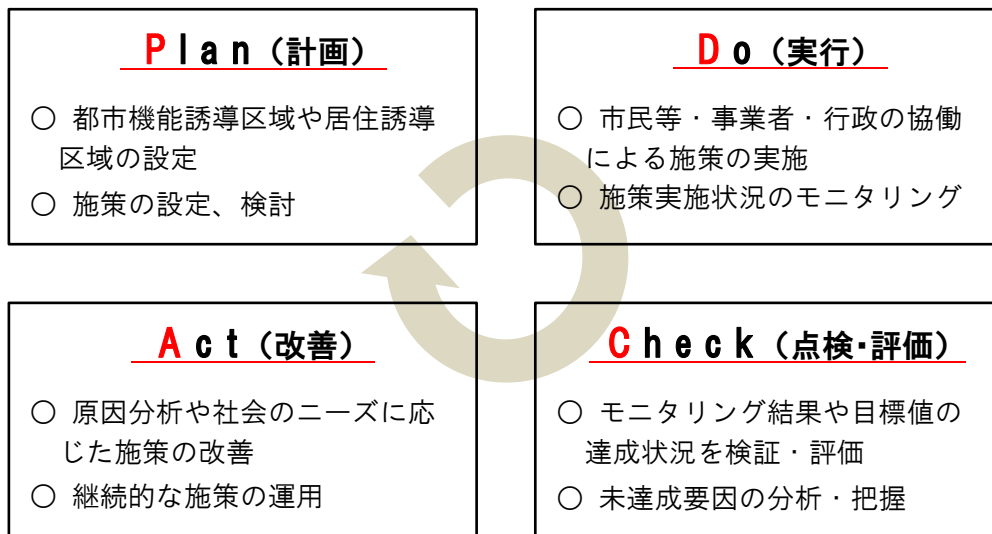 Plan（計画）
○ 都市機能誘導区域や居住誘導
区域の設定
○ 施策の設定、検討
Do（実行）
○ 市民等・事業者・行政の協働
による施策の実施
○ 施策実施状況のモニタリング
Act（改善）
○ 原因分析や社会のニーズに応
じた施策の改善
○ 継続的な施策の運用
Check（点検・評価）
○ モニタリング結果や目標値の
達成状況を検証・評価
○ 未達成要因の分析・把握